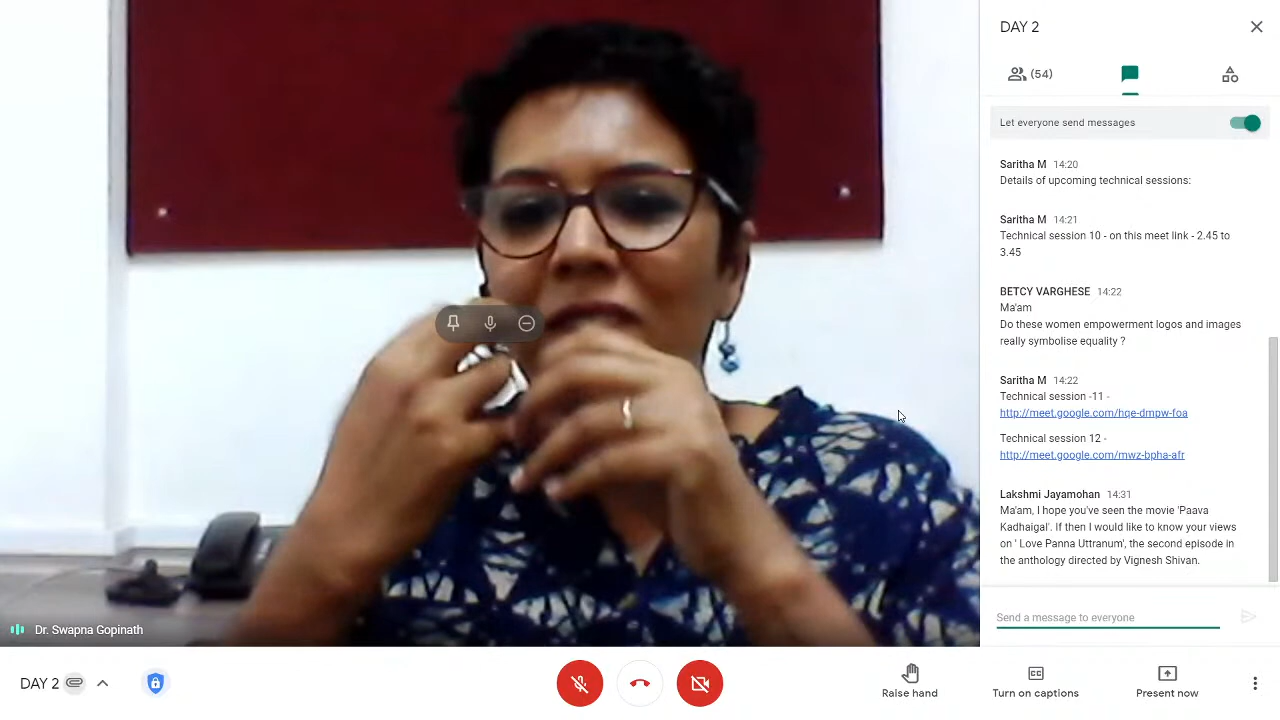 DAY 2
(54)
Let everyone send messages
Saritha M 14:20
Details of upcoming technical sessions:
Saritha M 14:21
Technical session 10 - on this meet link - 2.45 to
3.45
BETCY VARGHESE 14:22
Ma'am
Do these women empowerment logos and images
really symbolise equality ?
Saritha M 14:22
Technical session -11 -
http://meet.google.com/hqe-dmpw-foa
Technical session 12 -
http://meet.google.com/mwz-bpha-afr
Lakshmi Jayamohan 14:31
Ma'am, I hope you've seen the movie 'Paava
Kadhaigal'. If then I would like to know your views
on ' Love Panna Uttranum', the second episode in
the anthology directed by Vignesh Shivan.
Send a message to everyone
Dr. Swapna Gopinath
DAY 2
Raise hand
Turn on captions
Present now